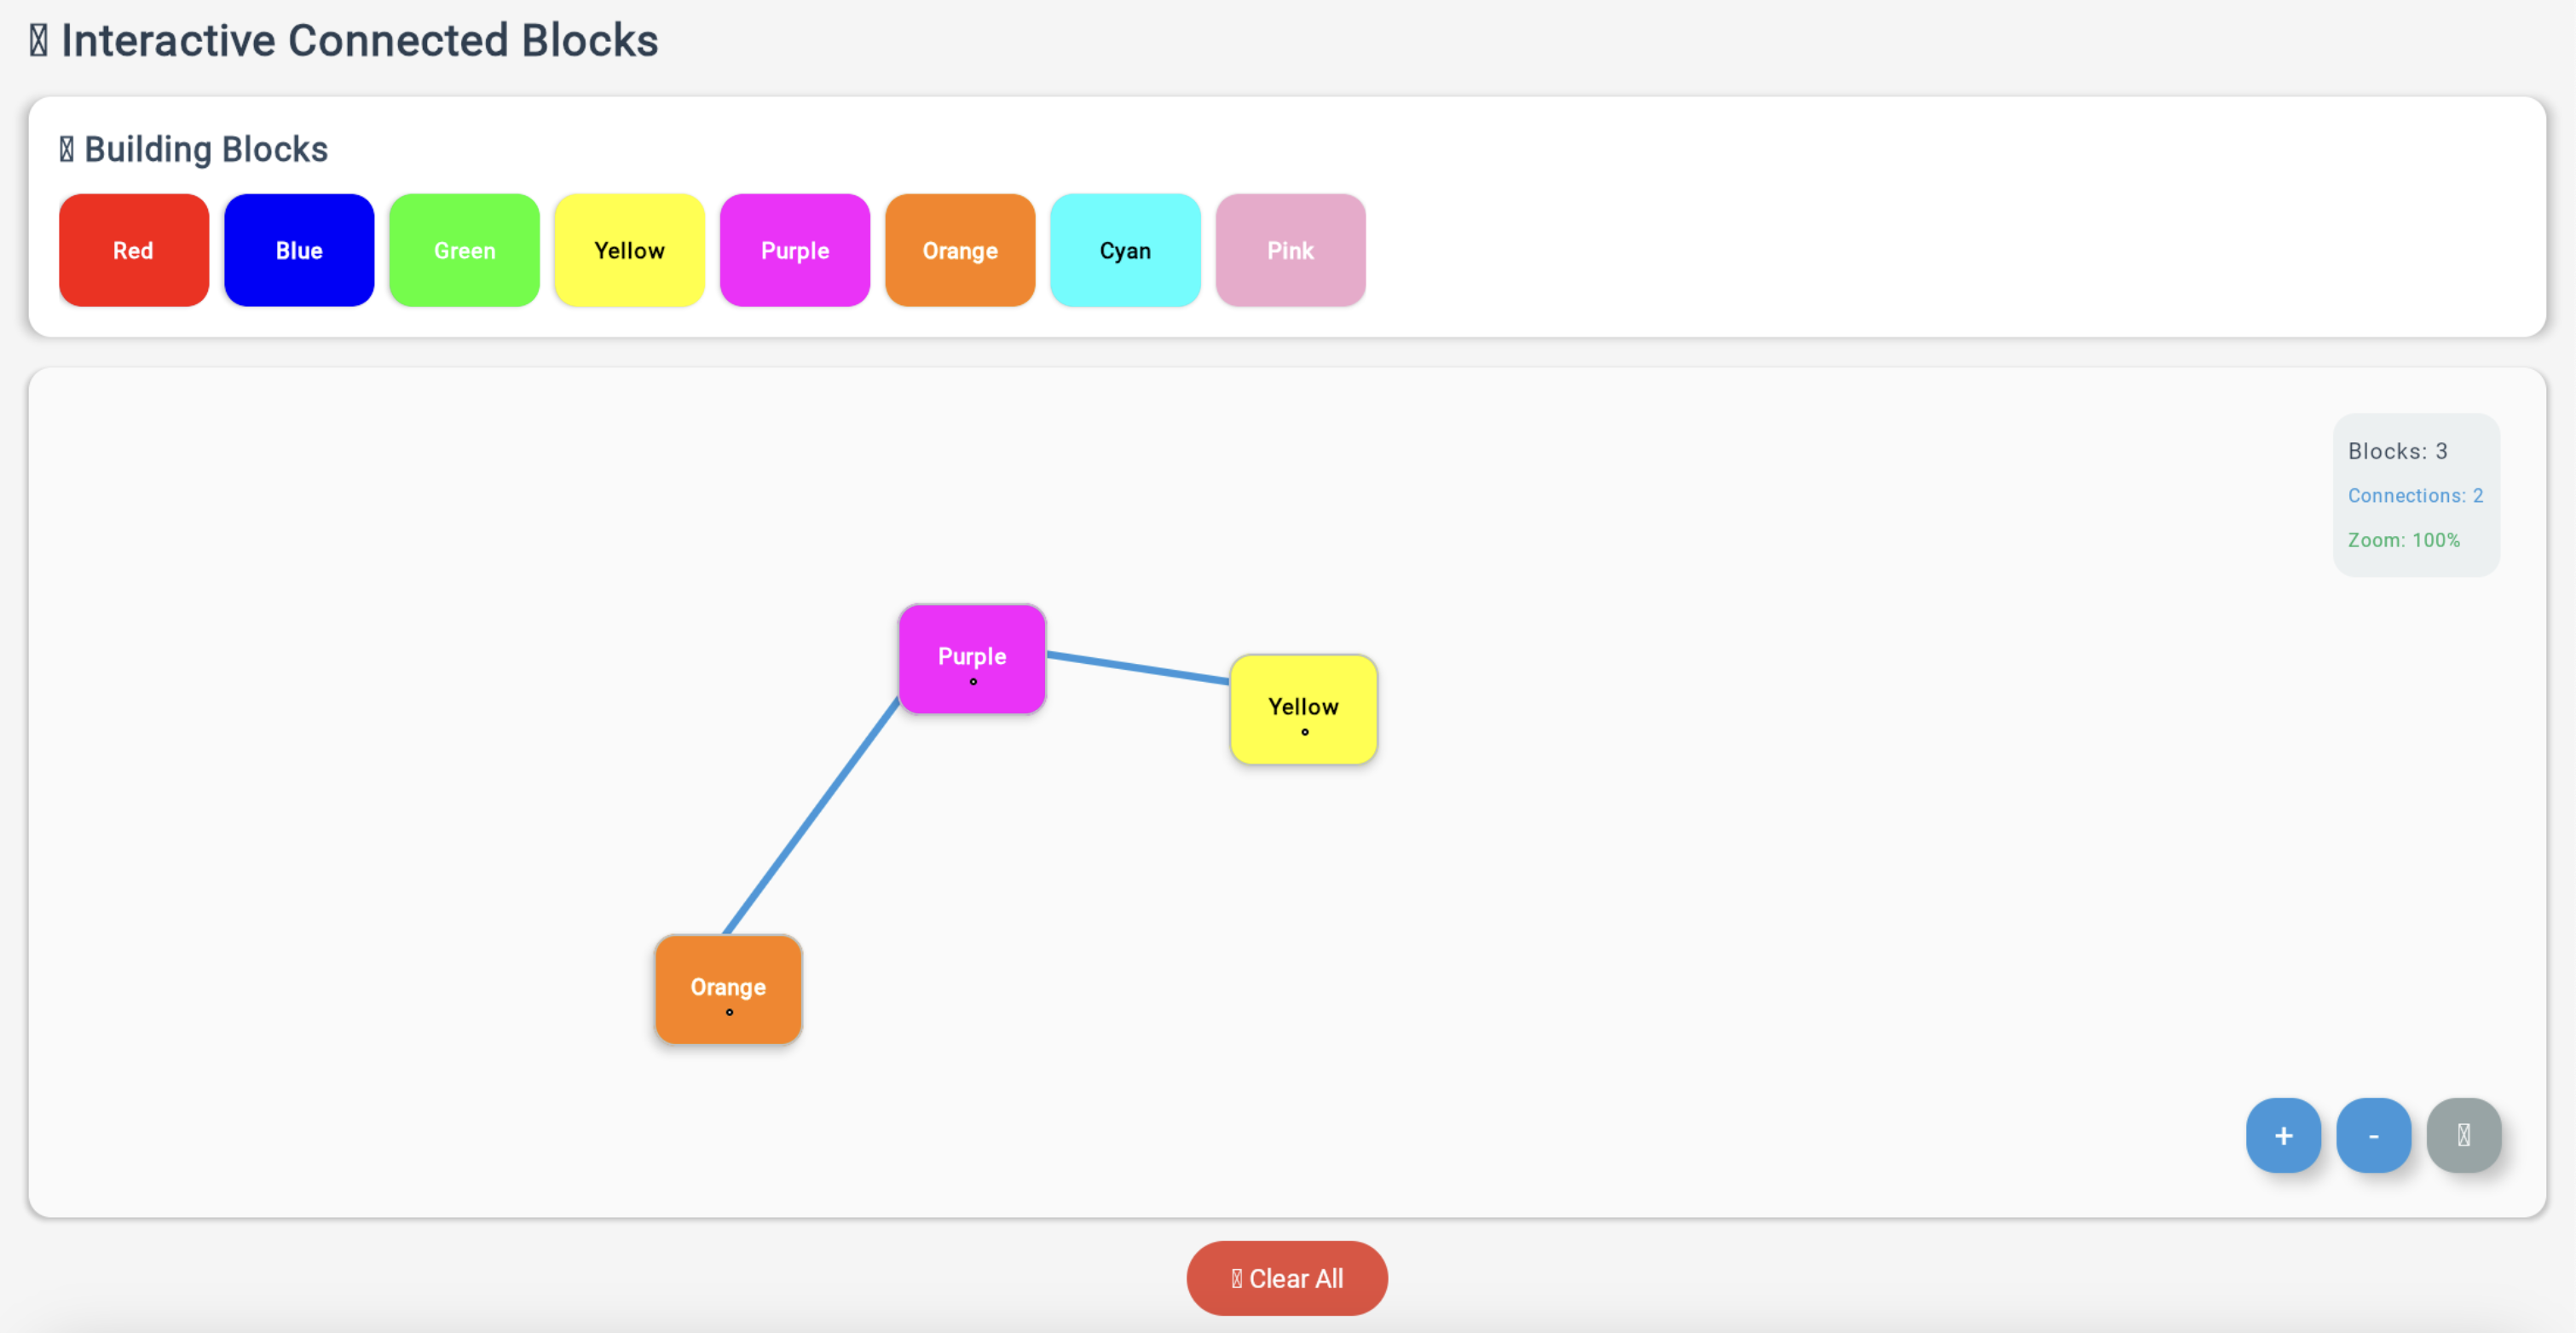 Interactive Connected Blocks
Building Blocks
Red
Blue
Green
Yellow
Purple
Orange
Cyan
Pink
Blocks: 3
Connections: 2
Zoom: 100%
Purple
Yellow
Orange
+
-
Clear All